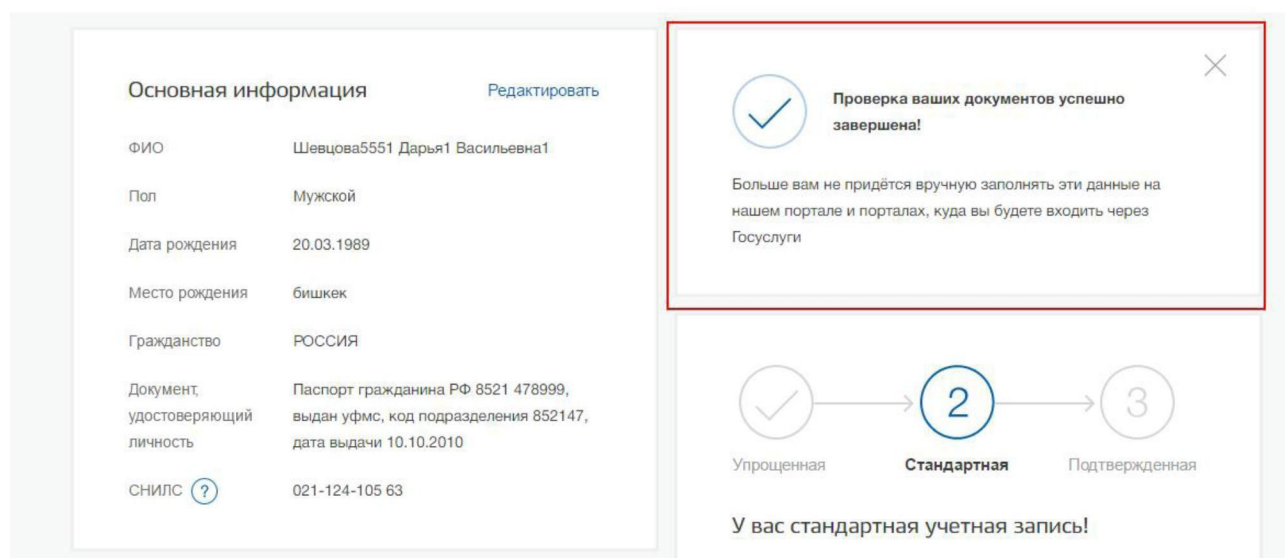 Основная информация
Редактировать
ФИО
Шевцова5551 Дарья1 Васильевна1
Пол
Мужской
Дата рождения
20.03.1989
Место рождения
бишкек
Гражданство
РОССИЯ
Документ,
удостоверяющий
личность
Паспорт гражданина РФ 8521 478999,
выдан уфмс, код подразделения 852147,
дата выдачи 10.10.2010
СНИЛС ?
021-124-105 63
Проверка ваших документов успешно
завершена!
Больше вам не придётся вручную заполнять эти данные на
нашем портале и порталах, куда вы будете входить через
Госуслуги
2
3
Упрощенная
Стандартная
Подтвержденная
У вас стандартная учетная запись!